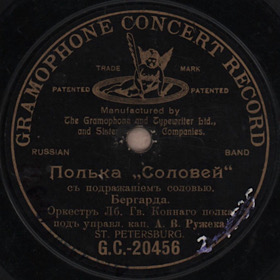 GRAMOPHONE CONCERT RECORD
TRADE MARK
PATENTED PATENTED
Manufactured by
The Gramophone and Typewriter Ltd.,
and Sister Companies.
RUSSIAN BAND
Полька „Соловей“
съ подражаніемъ соловью.
Бергарда.
Оркестръ Лб. Гв. Коннаго полка
подъ управл. кап. А. В. Ружека
ST. PETERSBURG.
G.C.-20456